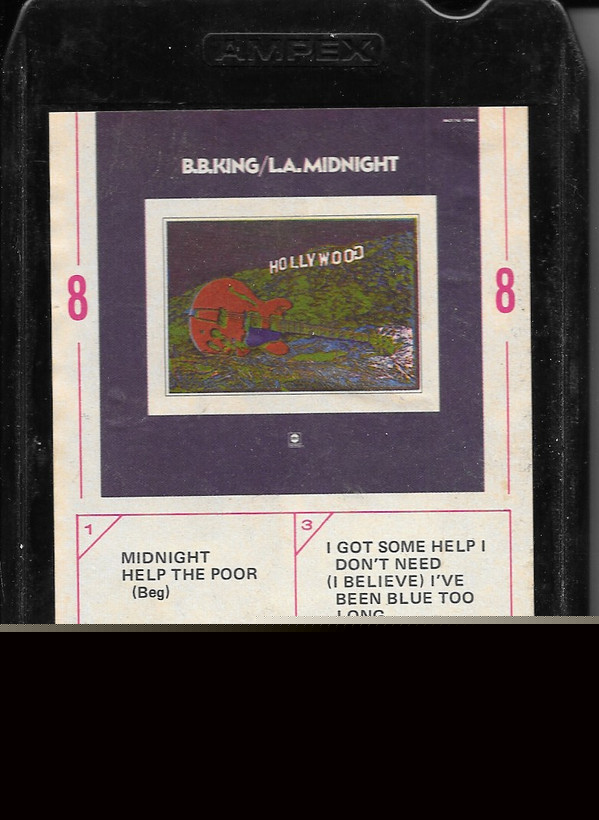 AMPEX
B.B.KING/L.A.MIDNIGHT
HOLLYWOOD
8
8
1
MIDNIGHT
HELP THE POOR
(Beg)
3
I GOT SOME HELP I
DON'T NEED
(I BELIEVE) I'VE
BEEN BLUE TOO
LONG